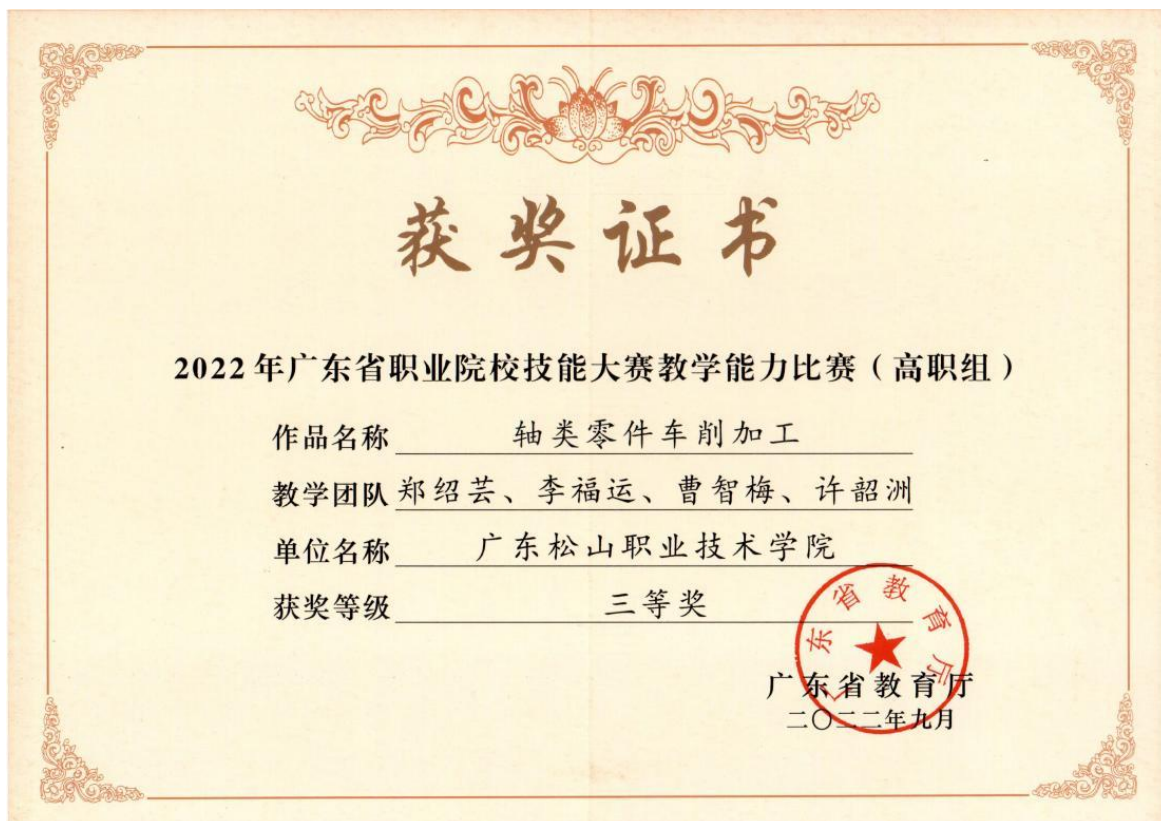 获奖证书
2022年广东省职业院校技能大赛教学能力比赛（高职组）
作品名称 轴类零件车削加工
教学团队 郑绍芸、李福运、曹智梅、许韶洲
单位名称 广东松山职业技术学院
获奖等级 三等奖
广东省教育厅
广东省教育厅
二〇二二年九月